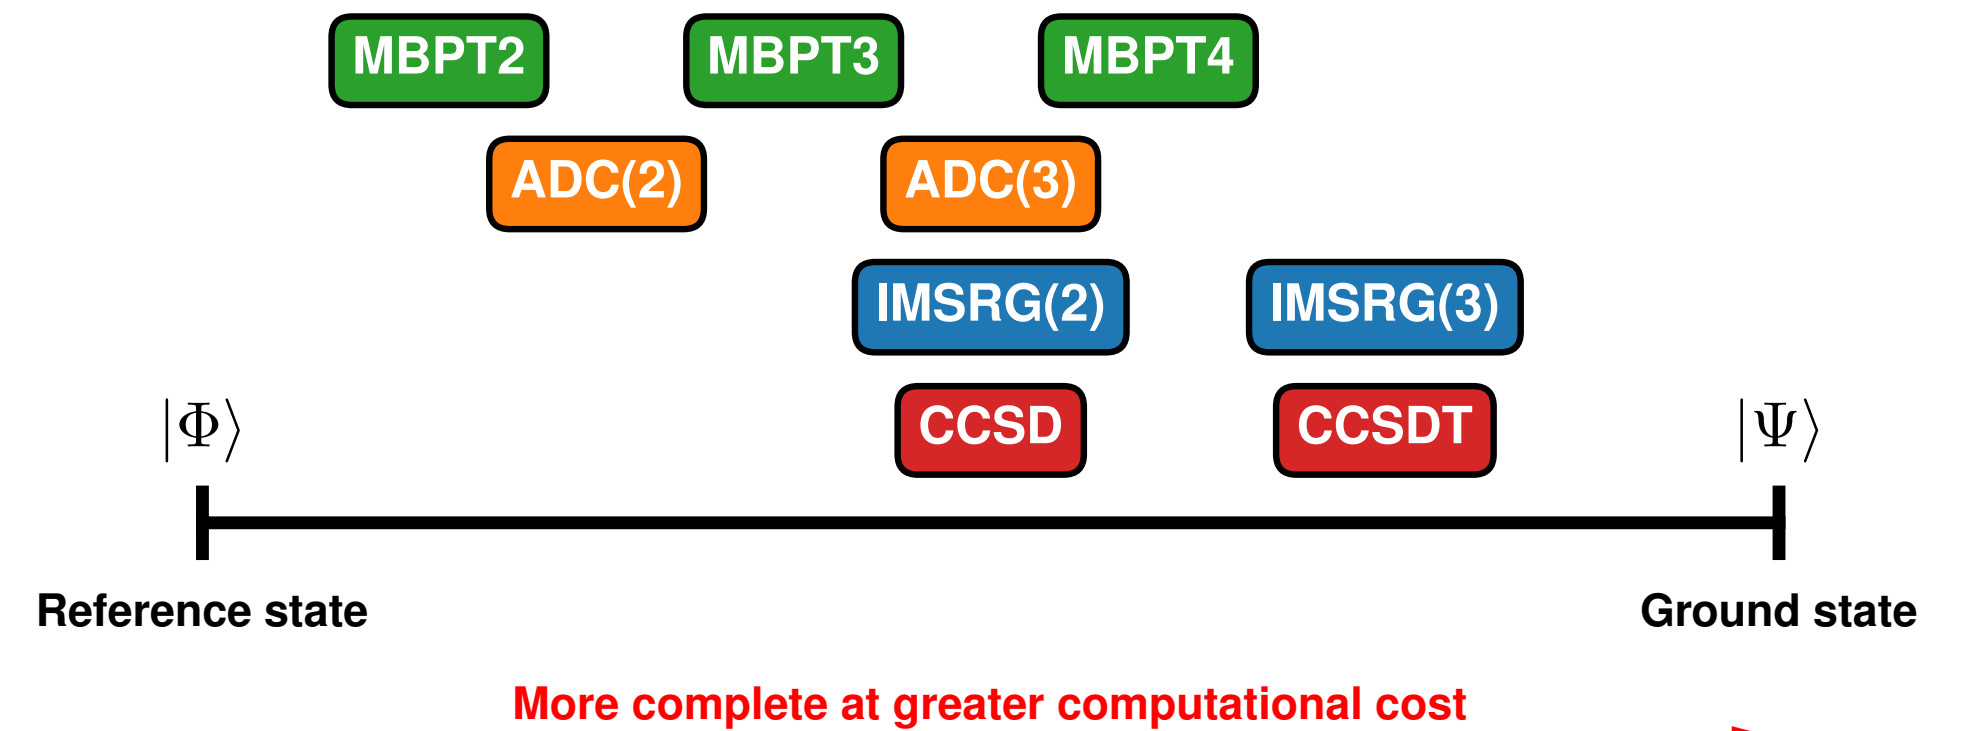 MBPT2 MBPT3 MBPT4
ADC(2) ADC(3)
IMSRG(2) IMSRG(3)
CCSD CCSDT
|Φ⟩ |Ψ⟩
Reference state Ground state
More complete at greater computational cost